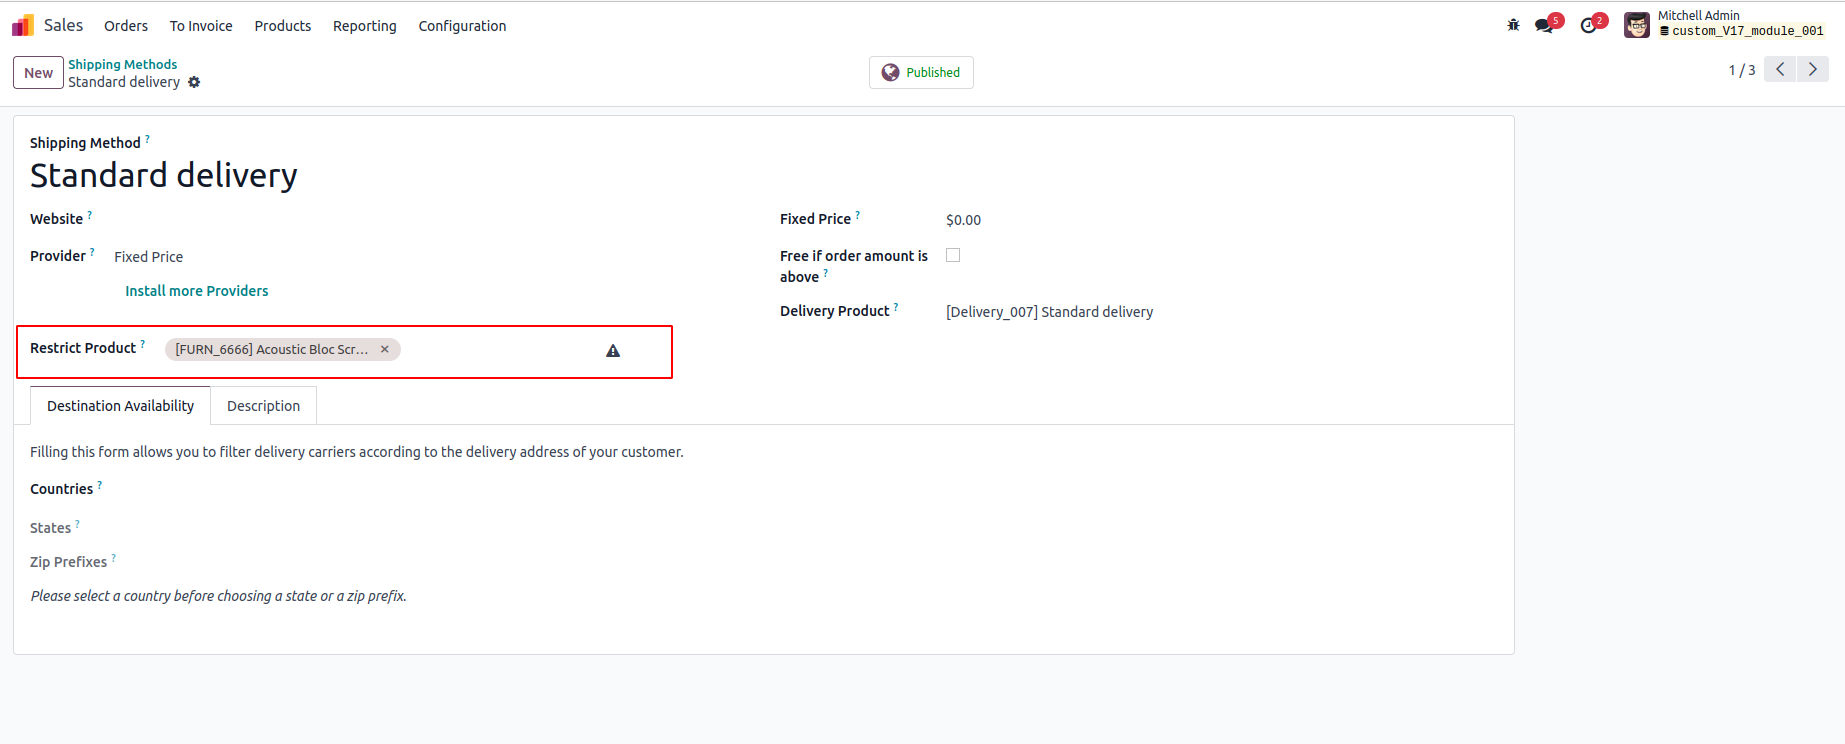 Sales Orders To Invoice Products Reporting Configuration 5 2 Mitchell Admin
custom_V17_module_001
New Shipping Methods
Standard delivery
Published
1 / 3
Shipping Method ?
Standard delivery
Website ?
Fixed Price ? $0.00
Provider ? Fixed Price
Free if order amount is
above ?
Install more Providers
Delivery Product ? [Delivery_007] Standard delivery
Restrict Product ? [FURN_6666] Acoustic Bloc Scr... ×
Destination Availability Description
Filling this form allows you to filter delivery carriers according to the delivery address of your customer.
Countries ?
States ?
Zip Prefixes ?
Please select a country before choosing a state or a zip prefix.